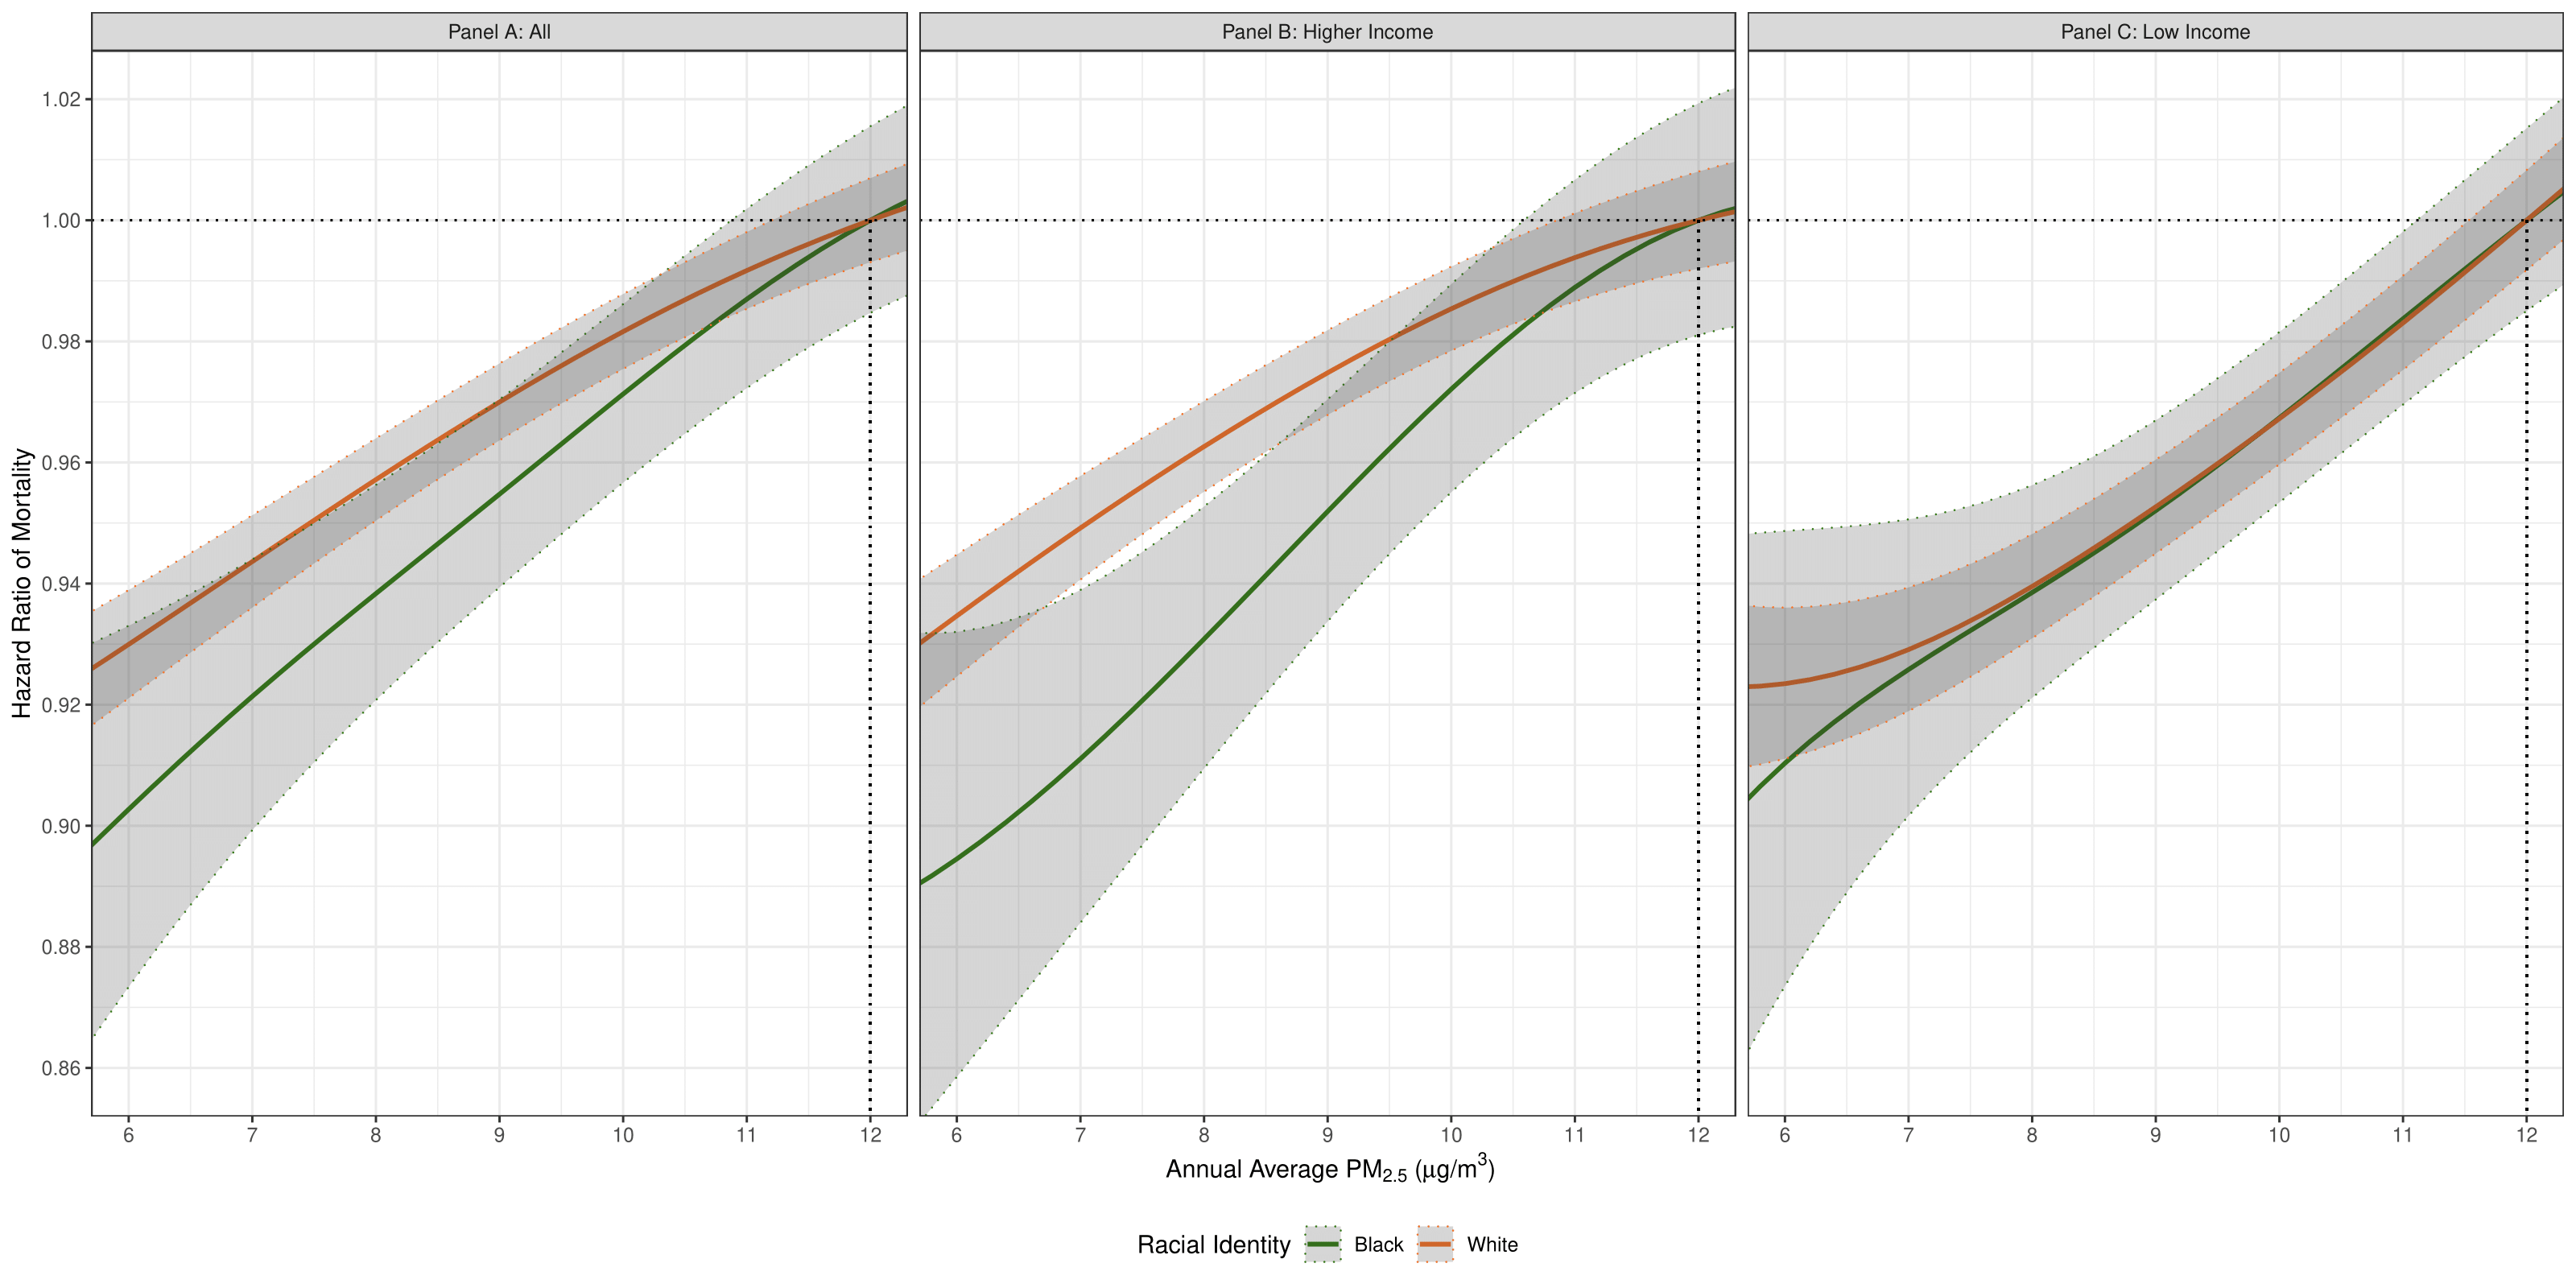 Panel A: All
Panel B: Higher Income
Panel C: Low Income
Hazard Ratio of Mortality
1.02
1.00
0.98
0.96
0.94
0.92
0.90
0.88
0.86
6 7 8 9 10 11 12
6 7 8 9 10 11 12
6 7 8 9 10 11 12
Annual Average PM2.5 (μg/m3)
Racial Identity Black White